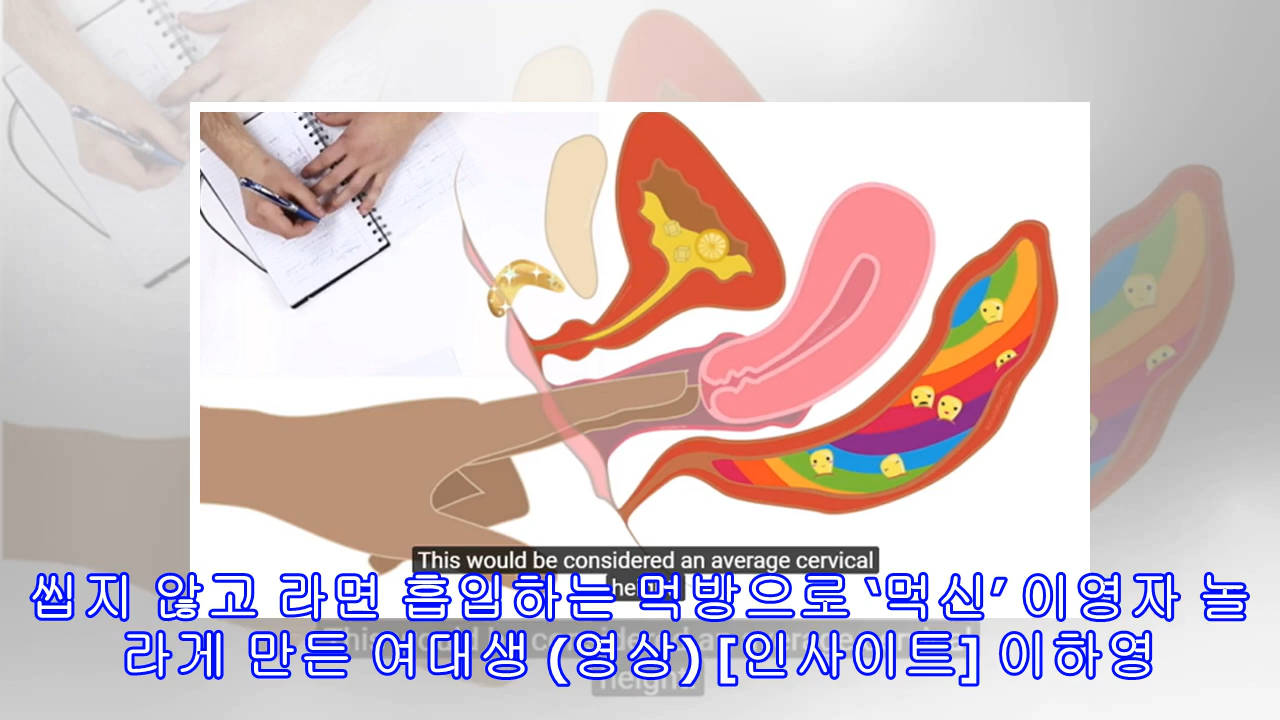 This would be considered an average cervical
height.
씹지 않고 라면 흡입하는 먹방으로 ‘먹신’ 이영자 놀
라게 만든 여대생 (영상) [인사이트] 이하영